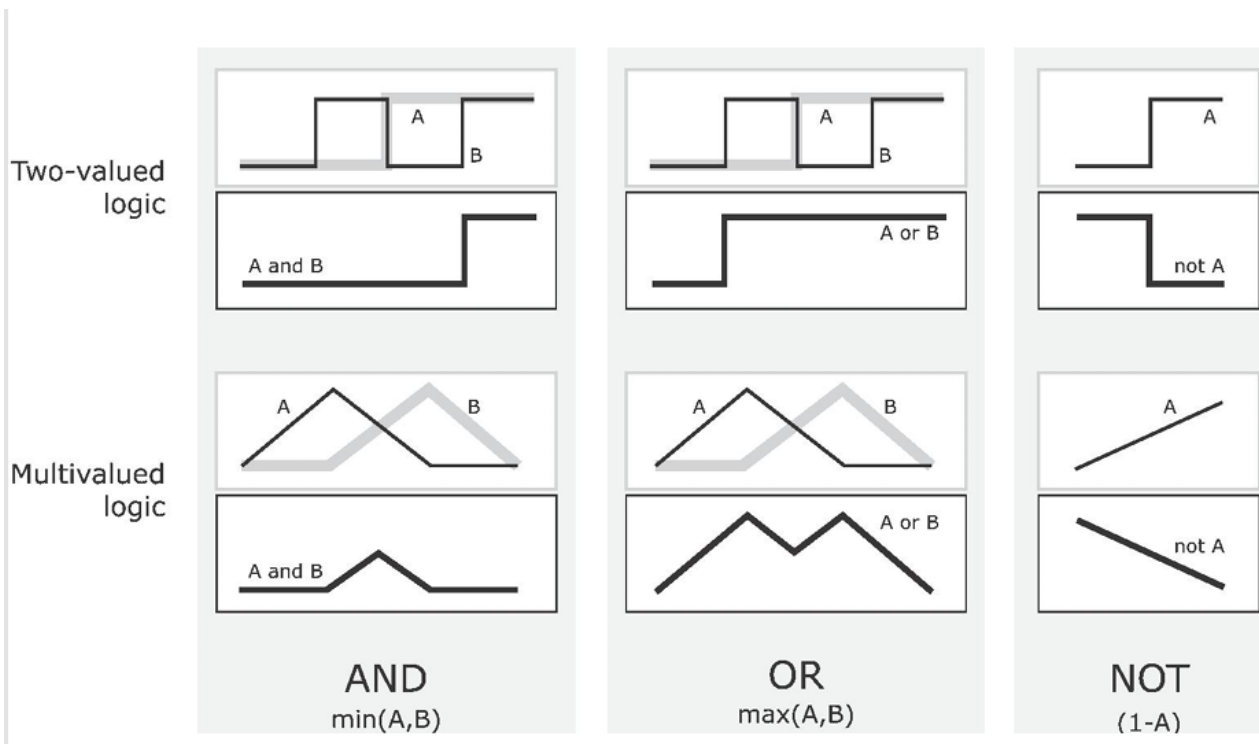 A
B
A
B
A
Two-valued
logic
A and B
A or B
not A
A
B
A
B
A
Multivalued
logic
A and B
A or B
not A
AND
min(A,B)
OR
max(A,B)
NOT
(1-A)